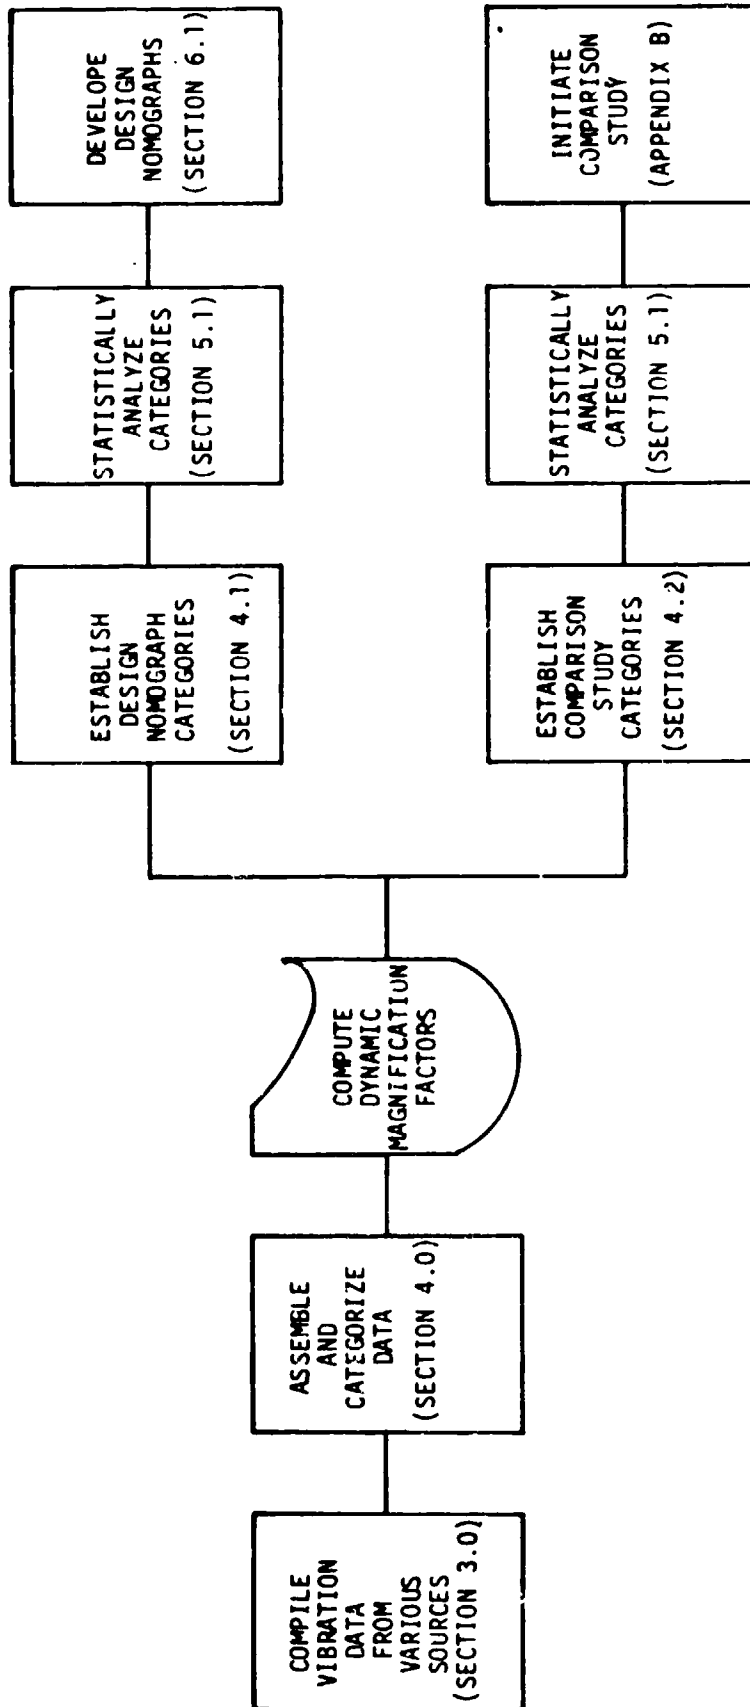 COMPILE
VIBRATION
DATA
FROM
VARIOUS
SOURCES
(SECTION 3.0)
ASSEMBLE
AND
CATEGORIZE
DATA
(SECTION 4.0)
COMPUTE
DYNAMIC
MAGNIFICATION
FACTORS
ESTABLISH
DESIGN
NOMOGRAPH
CATEGORIES
(SECTION 4.1)
STATISTICALLY
ANALYZE
CATEGORIES
(SECTION 5.1)
DEVELOPE
DESIGN
NOMOGRAPHS
(SECTION 6.1)
ESTABLISH
COMPARISON
STUDY
CATEGORIES
(SECTION 4.2)
STATISTICALLY
ANALYZE
CATEGORIES
(SECTION 5.1)
INITIATE
COMPARISON
STUDY
(APPENDIX B)